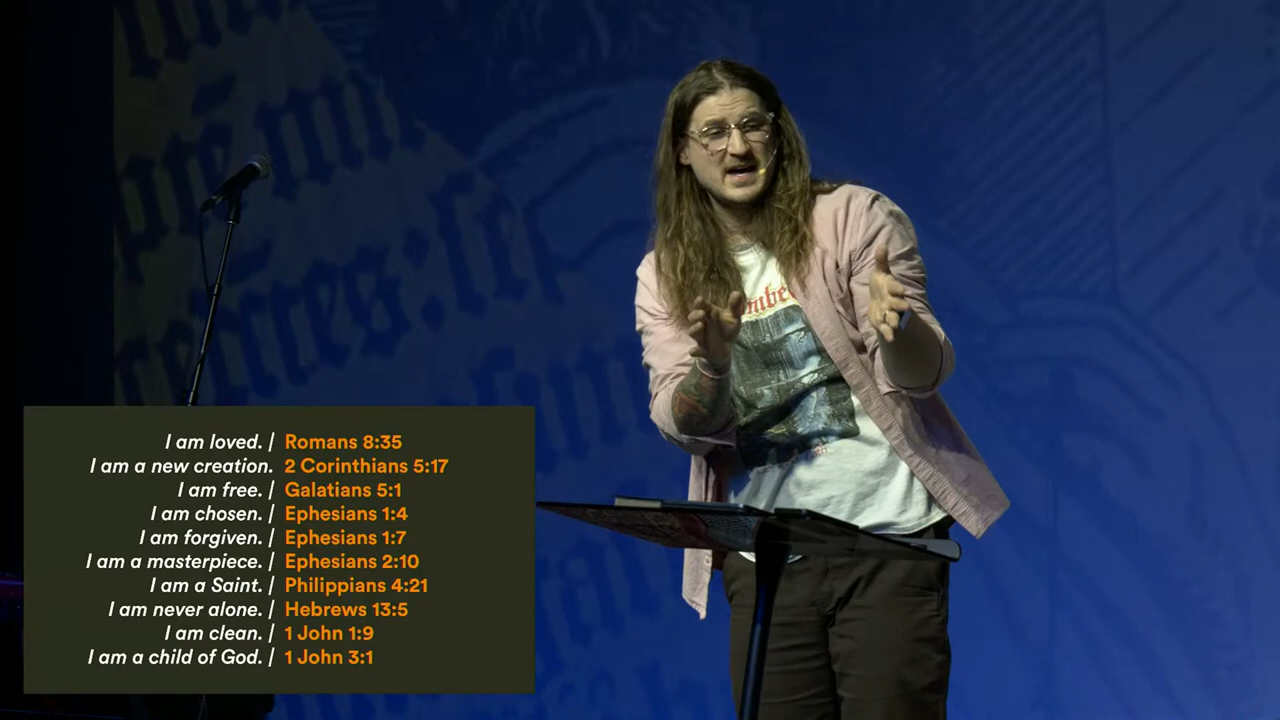 I am loved. | Romans 8:35
I am a new creation. 2 Corinthians 5:17
I am free. | Galatians 5:1
I am chosen. | Ephesians 1:4
I am forgiven. | Ephesians 1:7
I am a masterpiece. | Ephesians 2:10
I am a Saint. | Philippians 4:21
I am never alone. | Hebrews 13:5
I am clean. | 1 John 1:9
I am a child of God. | 1 John 3:1